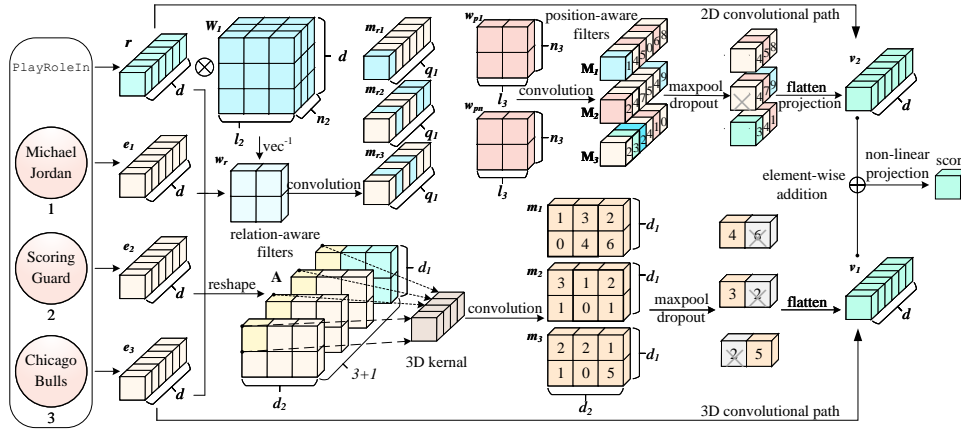 PlayRoleIn
Michael
Jordan
1
Scoring
Guard
2
Chicago
Bulls
3
r
d
e1
d
e2
d
e3
d
W1
d
n2
l2
vec-1
wr
relation-aware
filters
convolution
mr1
q1
mr2
q1
mr3
q1
wp1
n3
l3
wpn
n3
l3
convolution
position-aware
filters
M1
M2
M3
maxpool
dropout
flatten
projection
2D convolutional path
v2
d
reshape
A
d1
3+1
d2
3D kernal
convolution
m1
1 3 2
0 4 6
d1
m2
3 1 2
1 0 1
d1
m3
2 2 1
1 0 5
d1
d2
maxpool
dropout
4 6
3 2
2 5
flatten
v1
d
element-wise
addition
non-linear
projection
3D convolutional path